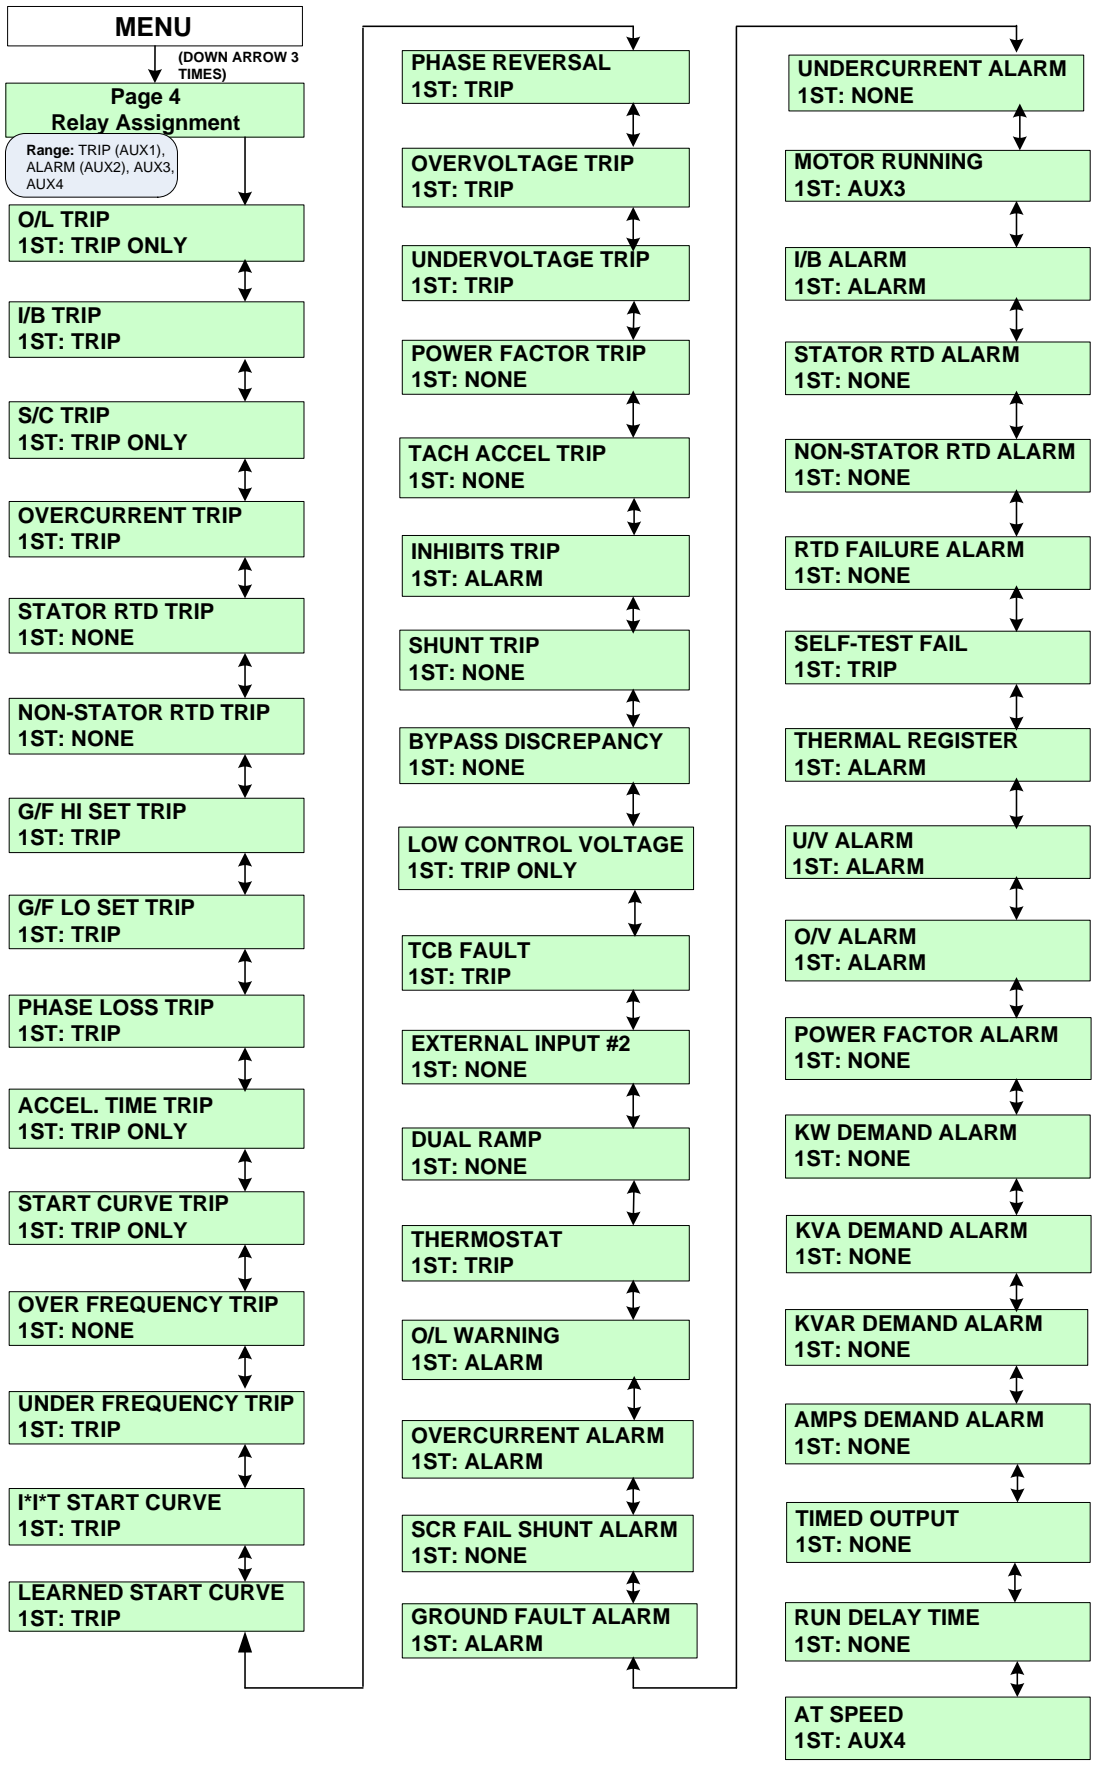 MENU
(DOWN ARROW 3
TIMES)
Page 4
Relay Assignment
Range: TRIP (AUX1),
ALARM (AUX2), AUX3,
AUX4
O/L TRIP
1ST: TRIP ONLY
I/B TRIP
1ST: TRIP
S/C TRIP
1ST: TRIP ONLY
OVERCURRENT TRIP
1ST: TRIP
STATOR RTD TRIP
1ST: NONE
NON-STATOR RTD TRIP
1ST: NONE
G/F HI SET TRIP
1ST: TRIP
G/F LO SET TRIP
1ST: TRIP
PHASE LOSS TRIP
1ST: TRIP
ACCEL. TIME TRIP
1ST: TRIP ONLY
START CURVE TRIP
1ST: TRIP ONLY
OVER FREQUENCY TRIP
1ST: NONE
UNDER FREQUENCY TRIP
1ST: TRIP
I*I*T START CURVE
1ST: TRIP
LEARNED START CURVE
1ST: TRIP
PHASE REVERSAL
1ST: TRIP
OVERVOLTAGE TRIP
1ST: TRIP
UNDERVOLTAGE TRIP
1ST: TRIP
POWER FACTOR TRIP
1ST: NONE
TACH ACCEL TRIP
1ST: NONE
INHIBITS TRIP
1ST: ALARM
SHUNT TRIP
1ST: NONE
BYPASS DISCREPANCY
1ST: NONE
LOW CONTROL VOLTAGE
1ST: TRIP ONLY
TCB FAULT
1ST: TRIP
EXTERNAL INPUT #2
1ST: NONE
DUAL RAMP
1ST: NONE
THERMOSTAT
1ST: TRIP
O/L WARNING
1ST: ALARM
OVERCURRENT ALARM
1ST: ALARM
SCR FAIL SHUNT ALARM
1ST: NONE
GROUND FAULT ALARM
1ST: ALARM
UNDERCURRENT ALARM
1ST: NONE
MOTOR RUNNING
1ST: AUX3
I/B ALARM
1ST: ALARM
STATOR RTD ALARM
1ST: NONE
NON-STATOR RTD ALARM
1ST: NONE
RTD FAILURE ALARM
1ST: NONE
SELF-TEST FAIL
1ST: TRIP
THERMAL REGISTER
1ST: ALARM
U/V ALARM
1ST: ALARM
O/V ALARM
1ST: ALARM
POWER FACTOR ALARM
1ST: NONE
KW DEMAND ALARM
1ST: NONE
KVA DEMAND ALARM
1ST: NONE
KVAR DEMAND ALARM
1ST: NONE
AMPS DEMAND ALARM
1ST: NONE
TIMED OUTPUT
1ST: NONE
RUN DELAY TIME
1ST: NONE
AT SPEED
1ST: AUX4